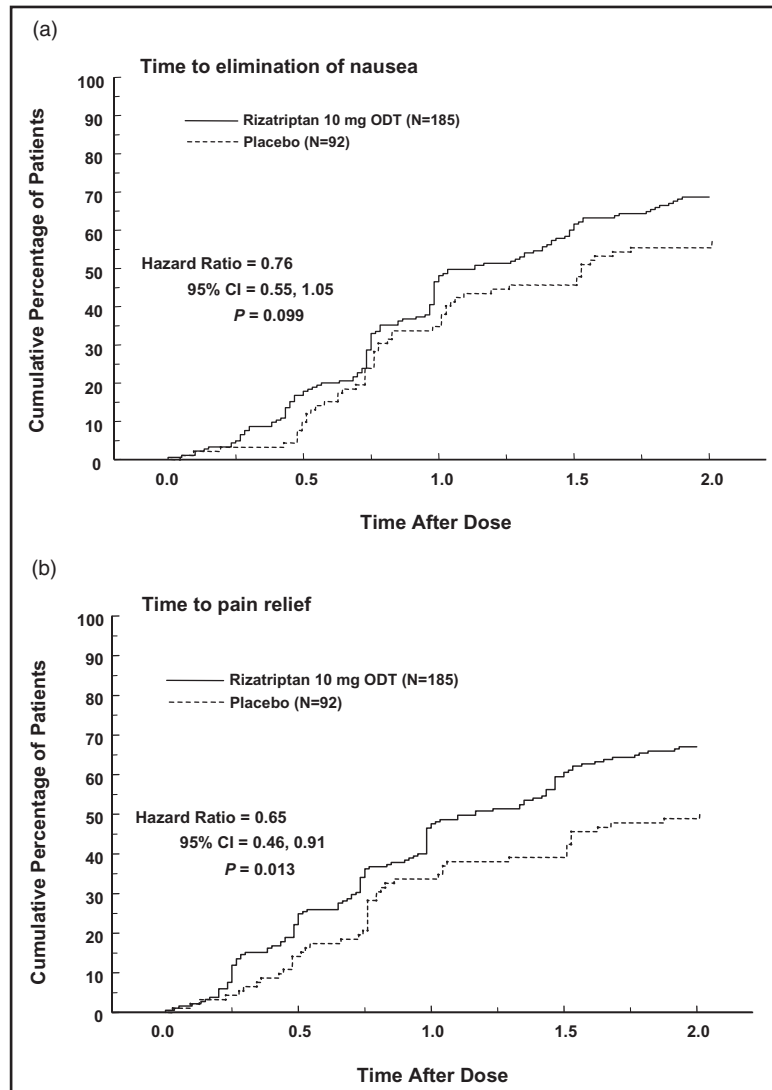 (a)
Time to elimination of nausea
100
90
80
70
60
50
40
30
20
10
0
Cumulative Percentage of Patients
Rizatriptan 10 mg ODT (N=185)
Placebo (N=92)
Hazard Ratio = 0.76
95% CI = 0.55, 1.05
P = 0.099
0.0 0.5 1.0 1.5 2.0
Time After Dose
(b)
Time to pain relief
100
90
80
70
60
50
40
30
20
10
0
Cumulative Percentage of Patients
Rizatriptan 10 mg ODT (N=185)
Placebo (N=92)
Hazard Ratio = 0.65
95% CI = 0.46, 0.91
P = 0.013
0.0 0.5 1.0 1.5 2.0
Time After Dose